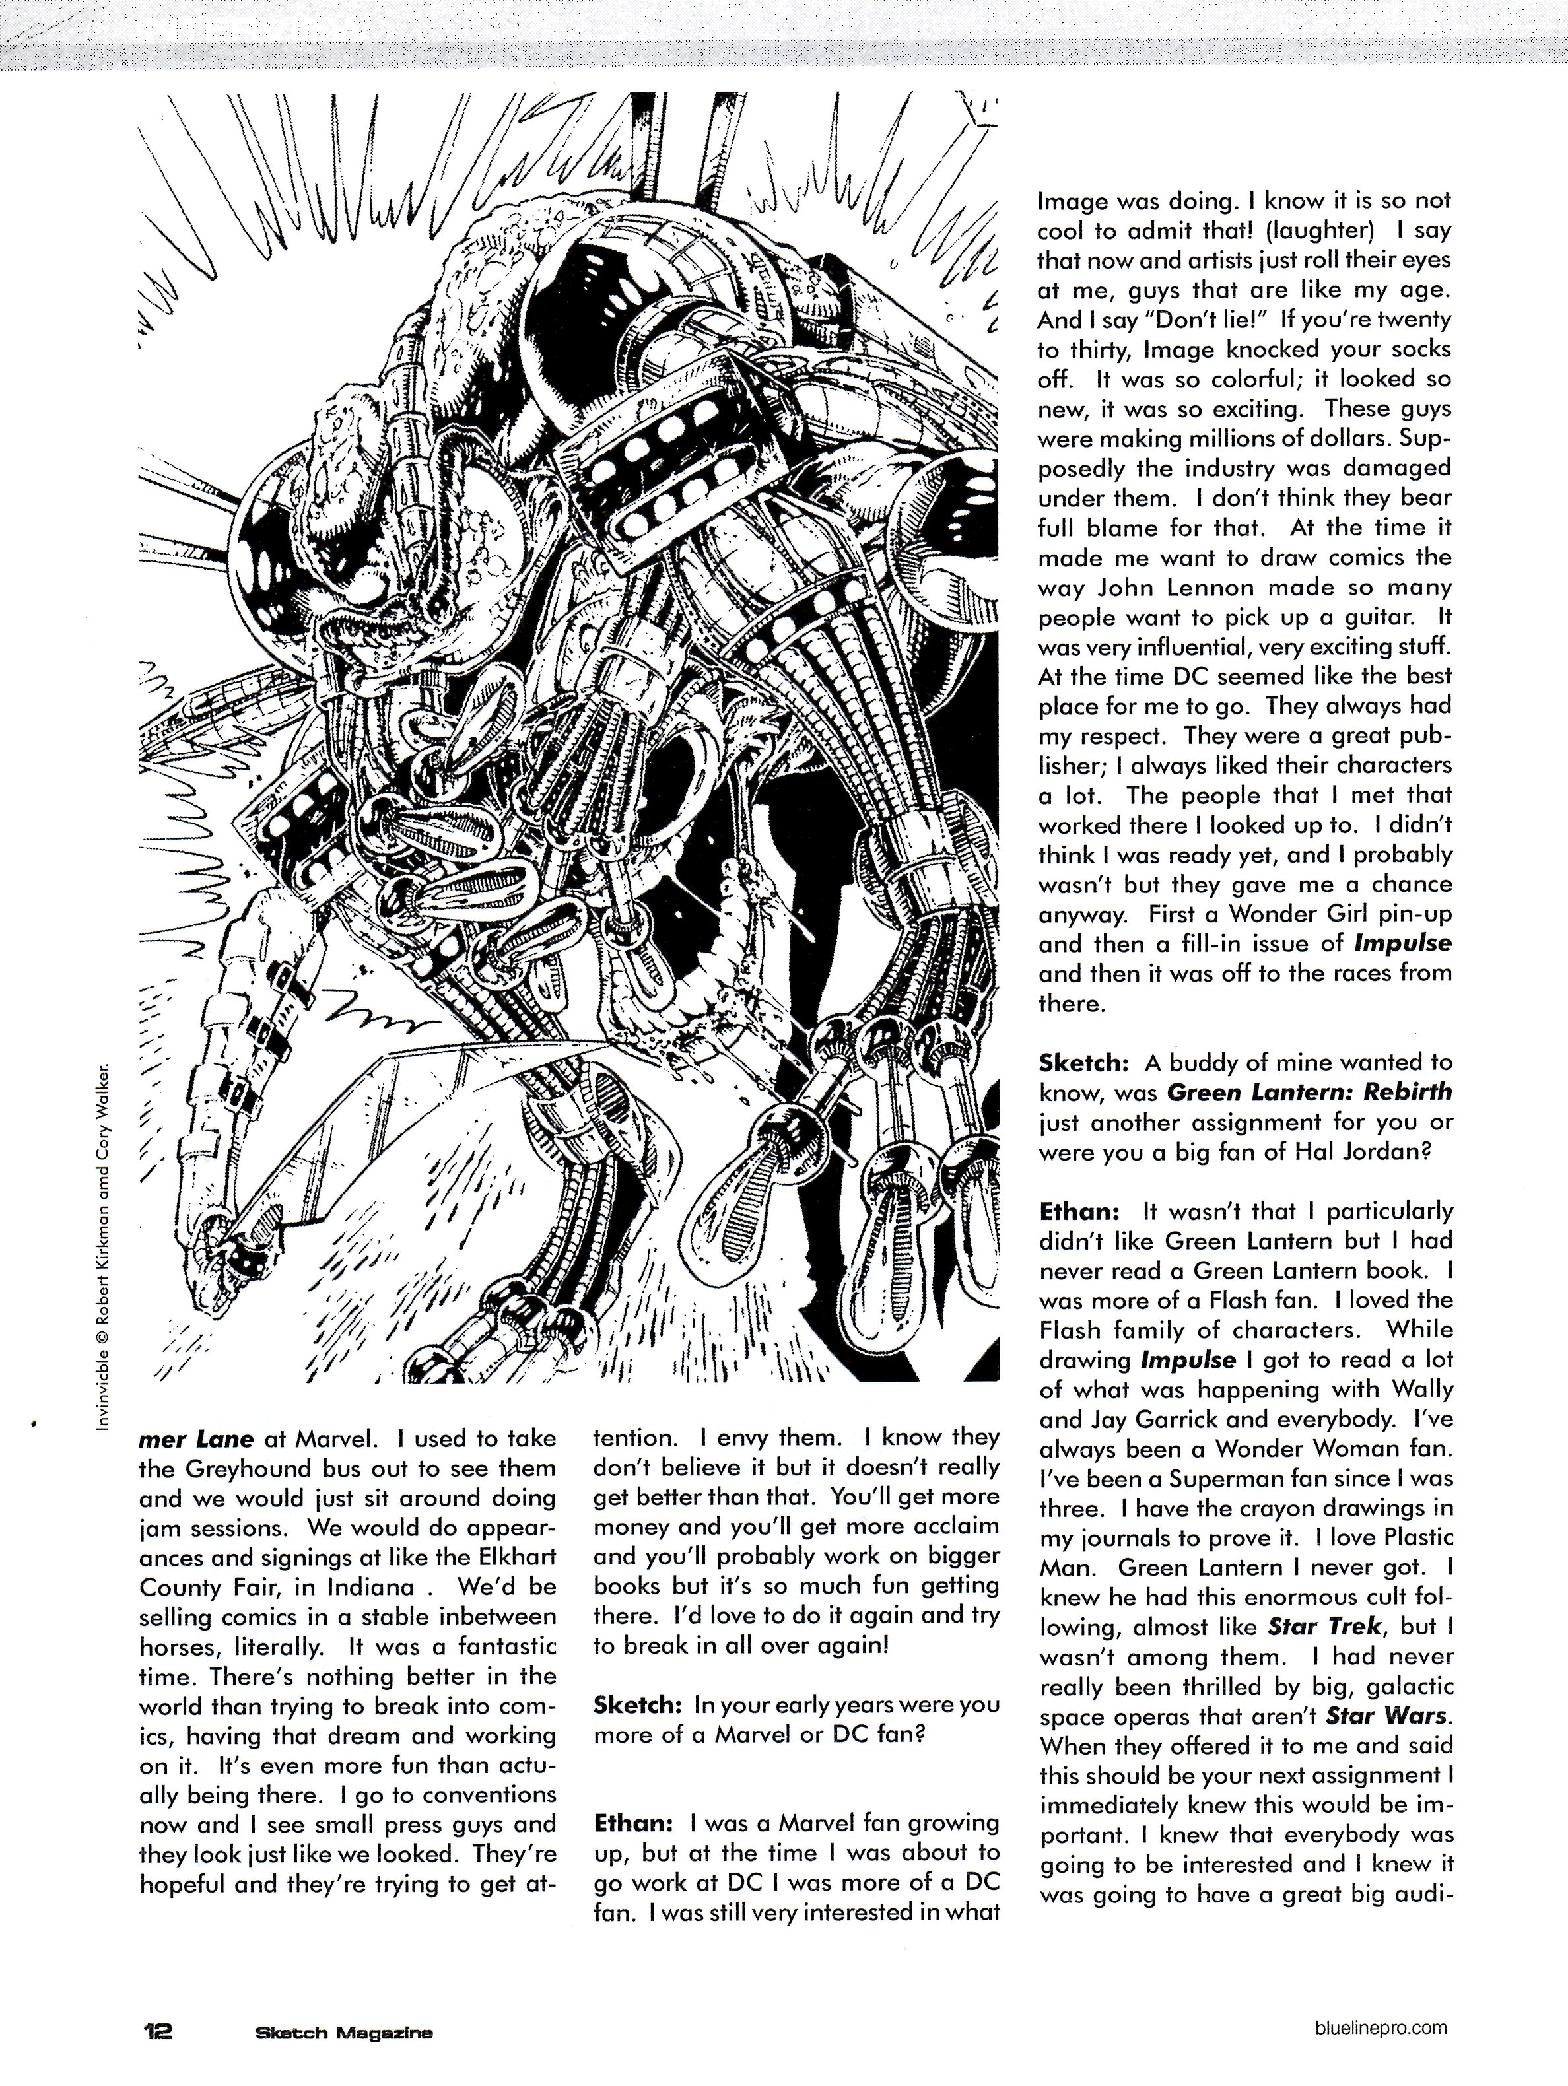 Invinvicble © Robert Kirkman amd Cory Walker.
mer Lane at Marvel. I used to take
the Greyhound bus out to see them
and we would just sit around doing
jam sessions. We would do appear-
ances and signings at like the Elkhart
County Fair, in Indiana . We'd be
selling comics in a stable inbetween
horses, literally. It was a fantastic
time. There's nothing better in the
world than trying to break into com-
ics, having that dream and working
on it. It's even more fun than actu-
ally being there. I go to conventions
now and I see small press guys and
they look just like we looked. They're
hopeful and they're trying to get at-
tention. I envy them. I know they
don't believe it but it doesn't really
get better than that. You'll get more
money and you'll get more acclaim
and you'll probably work on bigger
books but it's so much fun getting
there. I'd love to do it again and try
to break in all over again!
Sketch: In your early years were you
more of a Marvel or DC fan?
Ethan: I was a Marvel fan growing
up, but at the time I was about to
go work at DC I was more of a DC
fan. I was still very interested in what
Image was doing. I know it is so not
cool to admit that! (laughter) I say
that now and artists just roll their eyes
at me, guys that are like my age.
And I say "Don't lie!" If you're twenty
to thirty, Image knocked your socks
off. It was so colorful; it looked so
new, it was so exciting. These guys
were making millions of dollars. Sup-
posedly the industry was damaged
under them. I don't think they bear
full blame for that. At the time it
made me want to draw comics the
way John Lennon made so many
people want to pick up a guitar. It
was very influential, very exciting stuff.
At the time DC seemed like the best
place for me to go. They always had
my respect. They were a great pub-
lisher; I always liked their characters
a lot. The people that I met that
worked there I looked up to. I didn't
think I was ready yet, and I probably
wasn't but they gave me a chance
anyway. First a Wonder Girl pin-up
and then a fill-in issue of Impulse
and then it was off to the races from
there.
Sketch: A buddy of mine wanted to
know, was Green Lantern: Rebirth
just another assignment for you or
were you a big fan of Hal Jordan?
Ethan: It wasn't that I particularly
didn't like Green Lantern but I had
never read a Green Lantern book. I
was more of a Flash fan. I loved the
Flash family of characters. While
drawing Impulse I got to read a lot
of what was happening with Wally
and Jay Garrick and everybody. I've
always been a Wonder Woman fan.
I've been a Superman fan since I was
three. I have the crayon drawings in
my journals to prove it. I love Plastic
Man. Green Lantern I never got. I
knew he had this enormous cult fol-
lowing, almost like Star Trek, but I
wasn't among them. I had never
really been thrilled by big, galactic
space operas that aren't Star Wars.
When they offered it to me and said
this should be your next assignment I
immediately knew this would be im-
portant. I knew that everybody was
going to be interested and I knew it
was going to have a great big audi-
12 Sketch Magazine
bluelinepro.com